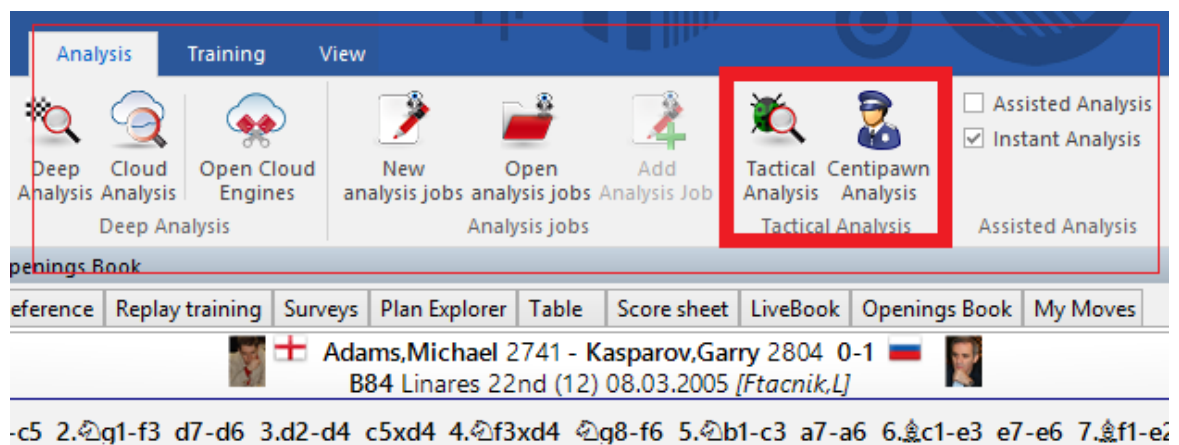 Analysis Training View
Deep Analysis Cloud Analysis Open Cloud Engines New analysis jobs Open analysis jobs Add Analysis Job Tactical Analysis Centipawn Analysis
Assisted Analysis
Instant Analysis
Deep Analysis Analysis jobs Tactical Analysis Assisted Analysis
penings Book
eference Replay training Surveys Plan Explorer Table Score sheet LiveBook Openings Book My Moves
Adams,Michael 2741 - Kasparov,Garry 2804 0-1
B84 Linares 22nd (12) 08.03.2005 [Ftacnik,L]
-c5 2.♘g1-f3 d7-d6 3.d2-d4 c5xd4 4.♘f3xd4 ♘g8-f6 5.♘b1-c3 a7-a6 6.♗c1-e3 e7-e6 7.♗f1-e2